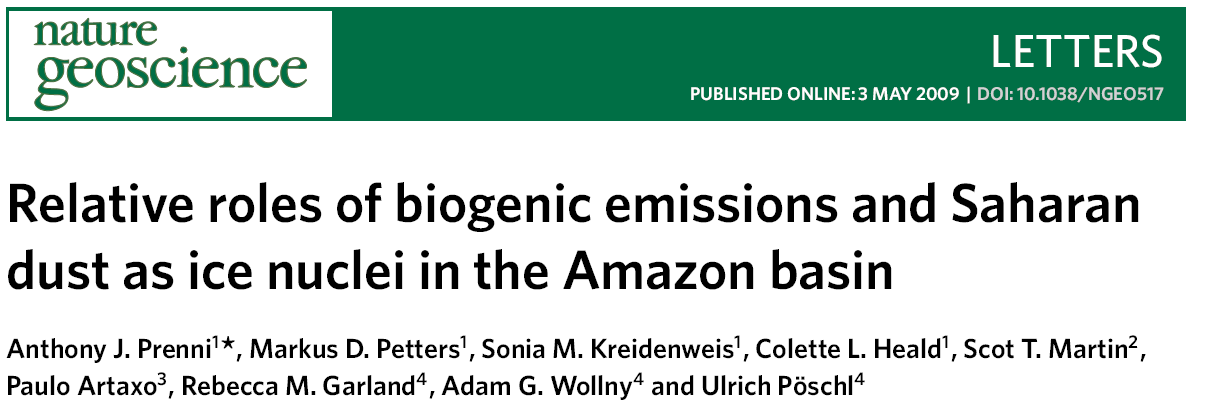 nature
geoscience
LETTERS
PUBLISHED ONLINE: 3 MAY 2009 | DOI: 10.1038/NGEO517
Relative roles of biogenic emissions and Saharan
dust as ice nuclei in the Amazon basin
Anthony J. Prenni¹*, Markus D. Petters¹, Sonia M. Kreidenweis¹, Colette L. Heald¹, Scot T. Martin²,
Paulo Artaxo³, Rebecca M. Garland⁴, Adam G. Wollny⁴ and Ulrich Pöschl⁴